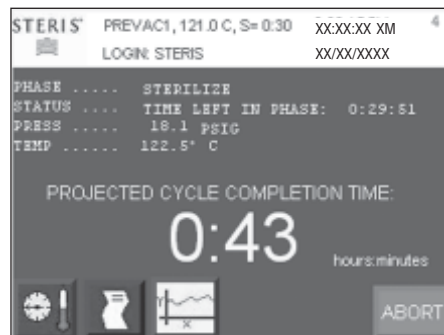 STERIS PREVAC1, 121.0 C, S= 0:30 XX:XX:XX XM 4
LOGIN: STERIS XX/XX/XXXX
PHASE ..... STERILIZE
STATUS .... TIME LEFT IN PHASE: 0:29:51
PRESS ..... 18.1 PSIG
TEMP ...... 122.5° C
PROJECTED CYCLE COMPLETION TIME:
0:43 hours:minutes
X
ABORT